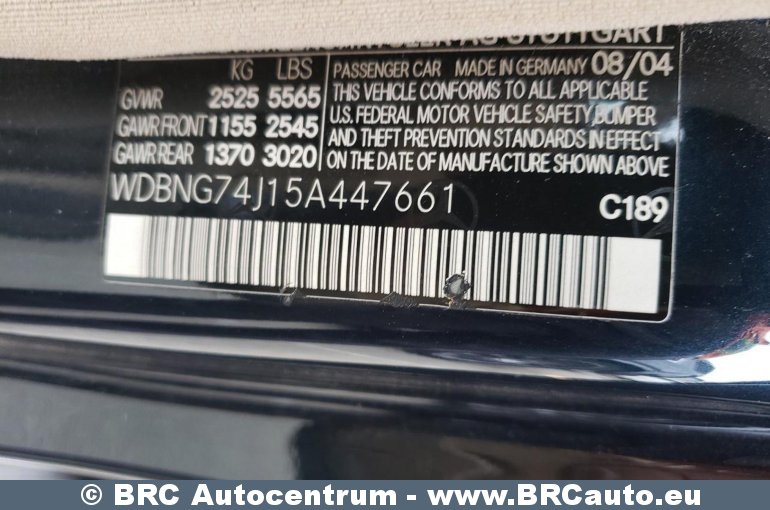 AG STUTTGART
KG LBS
GVWR 2525 5565
GAWR FRONT 1155 2545
GAWR REAR 1370 3020
PASSENGER CAR MADE IN GERMANY 08/04
THIS VEHICLE CONFORMS TO ALL APPLICABLE
U.S. FEDERAL MOTOR VEHICLE SAFETY, BUMPER
AND THEFT PREVENTION STANDARDS IN EFFECT
ON THE DATE OF MANUFACTURE SHOWN ABOVE
WDBNG74J15A447661
C189
© BRC Autocentrum - www.BRCauto.eu